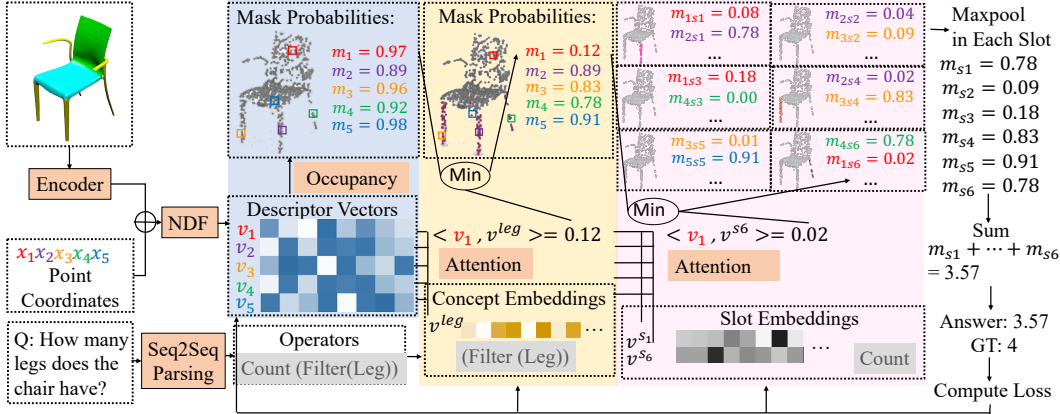 Encoder
NDF
x1x2x3x4x5
Point
Coordinates
Q: How many
legs does the
chair have?
Seq2Seq
Parsing
Mask Probabilities:
m1 = 0.97
m2 = 0.89
m3 = 0.96
m4 = 0.92
m5 = 0.98
Occupancy
Descriptor Vectors
v1
v2
v3
v4
v5
Operators
Count (Filter(Leg))
Mask Probabilities:
m1 = 0.12
m2 = 0.89
m3 = 0.83
m4 = 0.78
m5 = 0.91
Min
< v1 , v^leg >= 0.12
Attention
Concept Embeddings
v^leg ...
(Filter (Leg))
m1s1 = 0.08
m2s1 = 0.78
...
m2s2 = 0.04
m3s2 = 0.09
...
m1s3 = 0.18
m4s3 = 0.00
...
m2s4 = 0.02
m3s4 = 0.83
...
m3s5 = 0.01
m5s5 = 0.91
...
m4s6 = 0.78
m1s6 = 0.02
...
Min
< v1 , v^s6 >= 0.02
Attention
Slot Embeddings
v^s1
v^s6 ...
Count
Maxpool
in Each Slot
ms1 = 0.78
ms2 = 0.09
ms3 = 0.18
ms4 = 0.83
ms5 = 0.91
ms6 = 0.78
Sum
ms1 + ⋯ + ms6
= 3.57
Answer: 3.57
GT: 4
Compute Loss